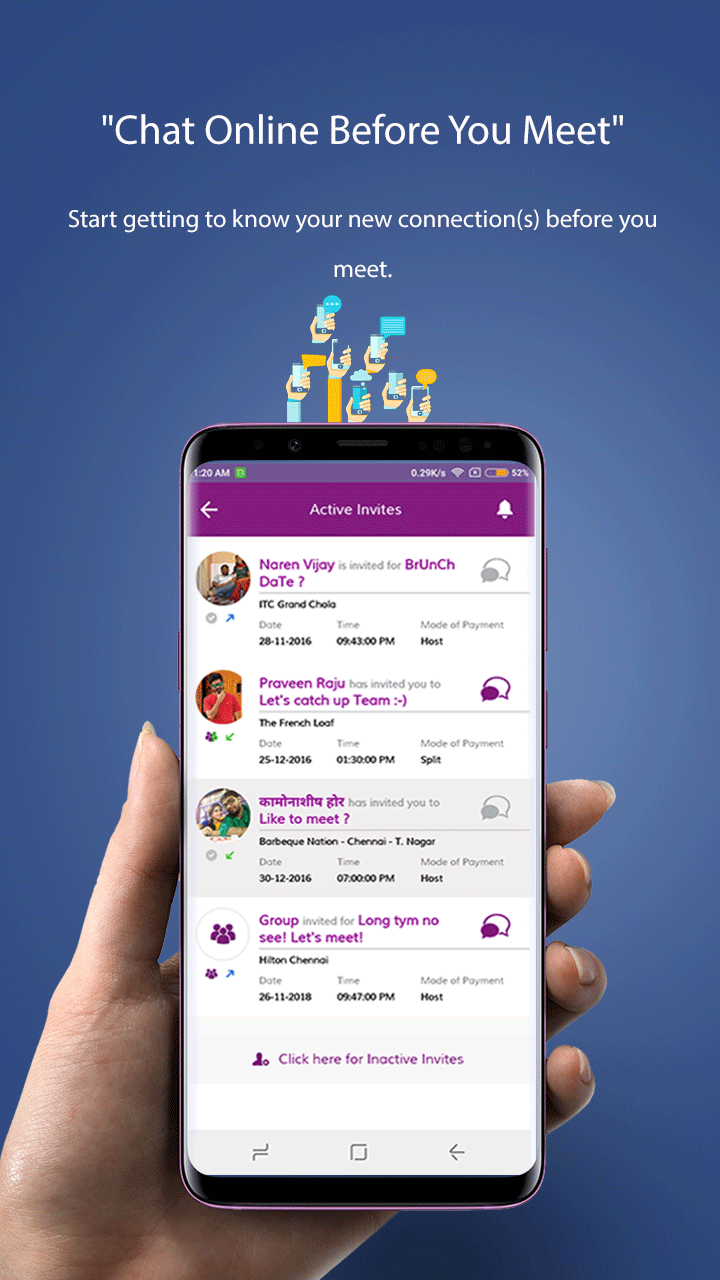 "Chat Online Before You Meet"
Start getting to know your new connection(s) before you
meet.
1:20 AM 0.29K/s 52%
Active Invites
Naren Vijay is invited for BrUnCh
DaTe ?
ITC Grand Chola
Date Time Mode of Payment
28-11-2016 09:43:00 PM Host
Praveen Raju has invited you to
Let's catch up Team :-)
The French Loaf
Date Time Mode of Payment
25-12-2016 01:30:00 PM Split
कामोनाशीष होर has invited you to
Like to meet ?
Barbeque Nation - Chennai - T. Nagar
Date Time Mode of Payment
30-12-2016 07:00:00 PM Host
Group invited for Long tym no
see! Let's meet!
Hilton Chennai
Date Time Mode of Payment
26-11-2018 09:47:00 PM Host
Click here for Inactive Invites